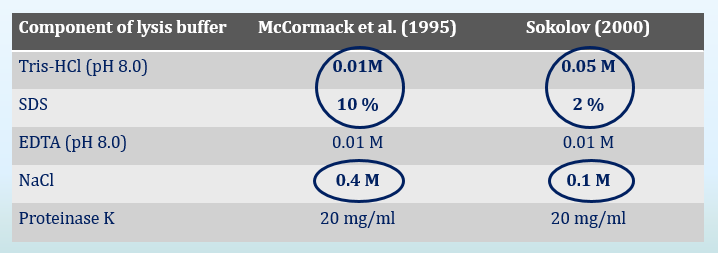 Component of lysis buffer McCormack et al. (1995) Sokolov (2000)
Tris-HCl (pH 8.0) 0.01M 0.05 M
SDS 10 % 2 %
EDTA (pH 8.0) 0.01 M 0.01 M
NaCl 0.4 M 0.1 M
Proteinase K 20 mg/ml 20 mg/ml